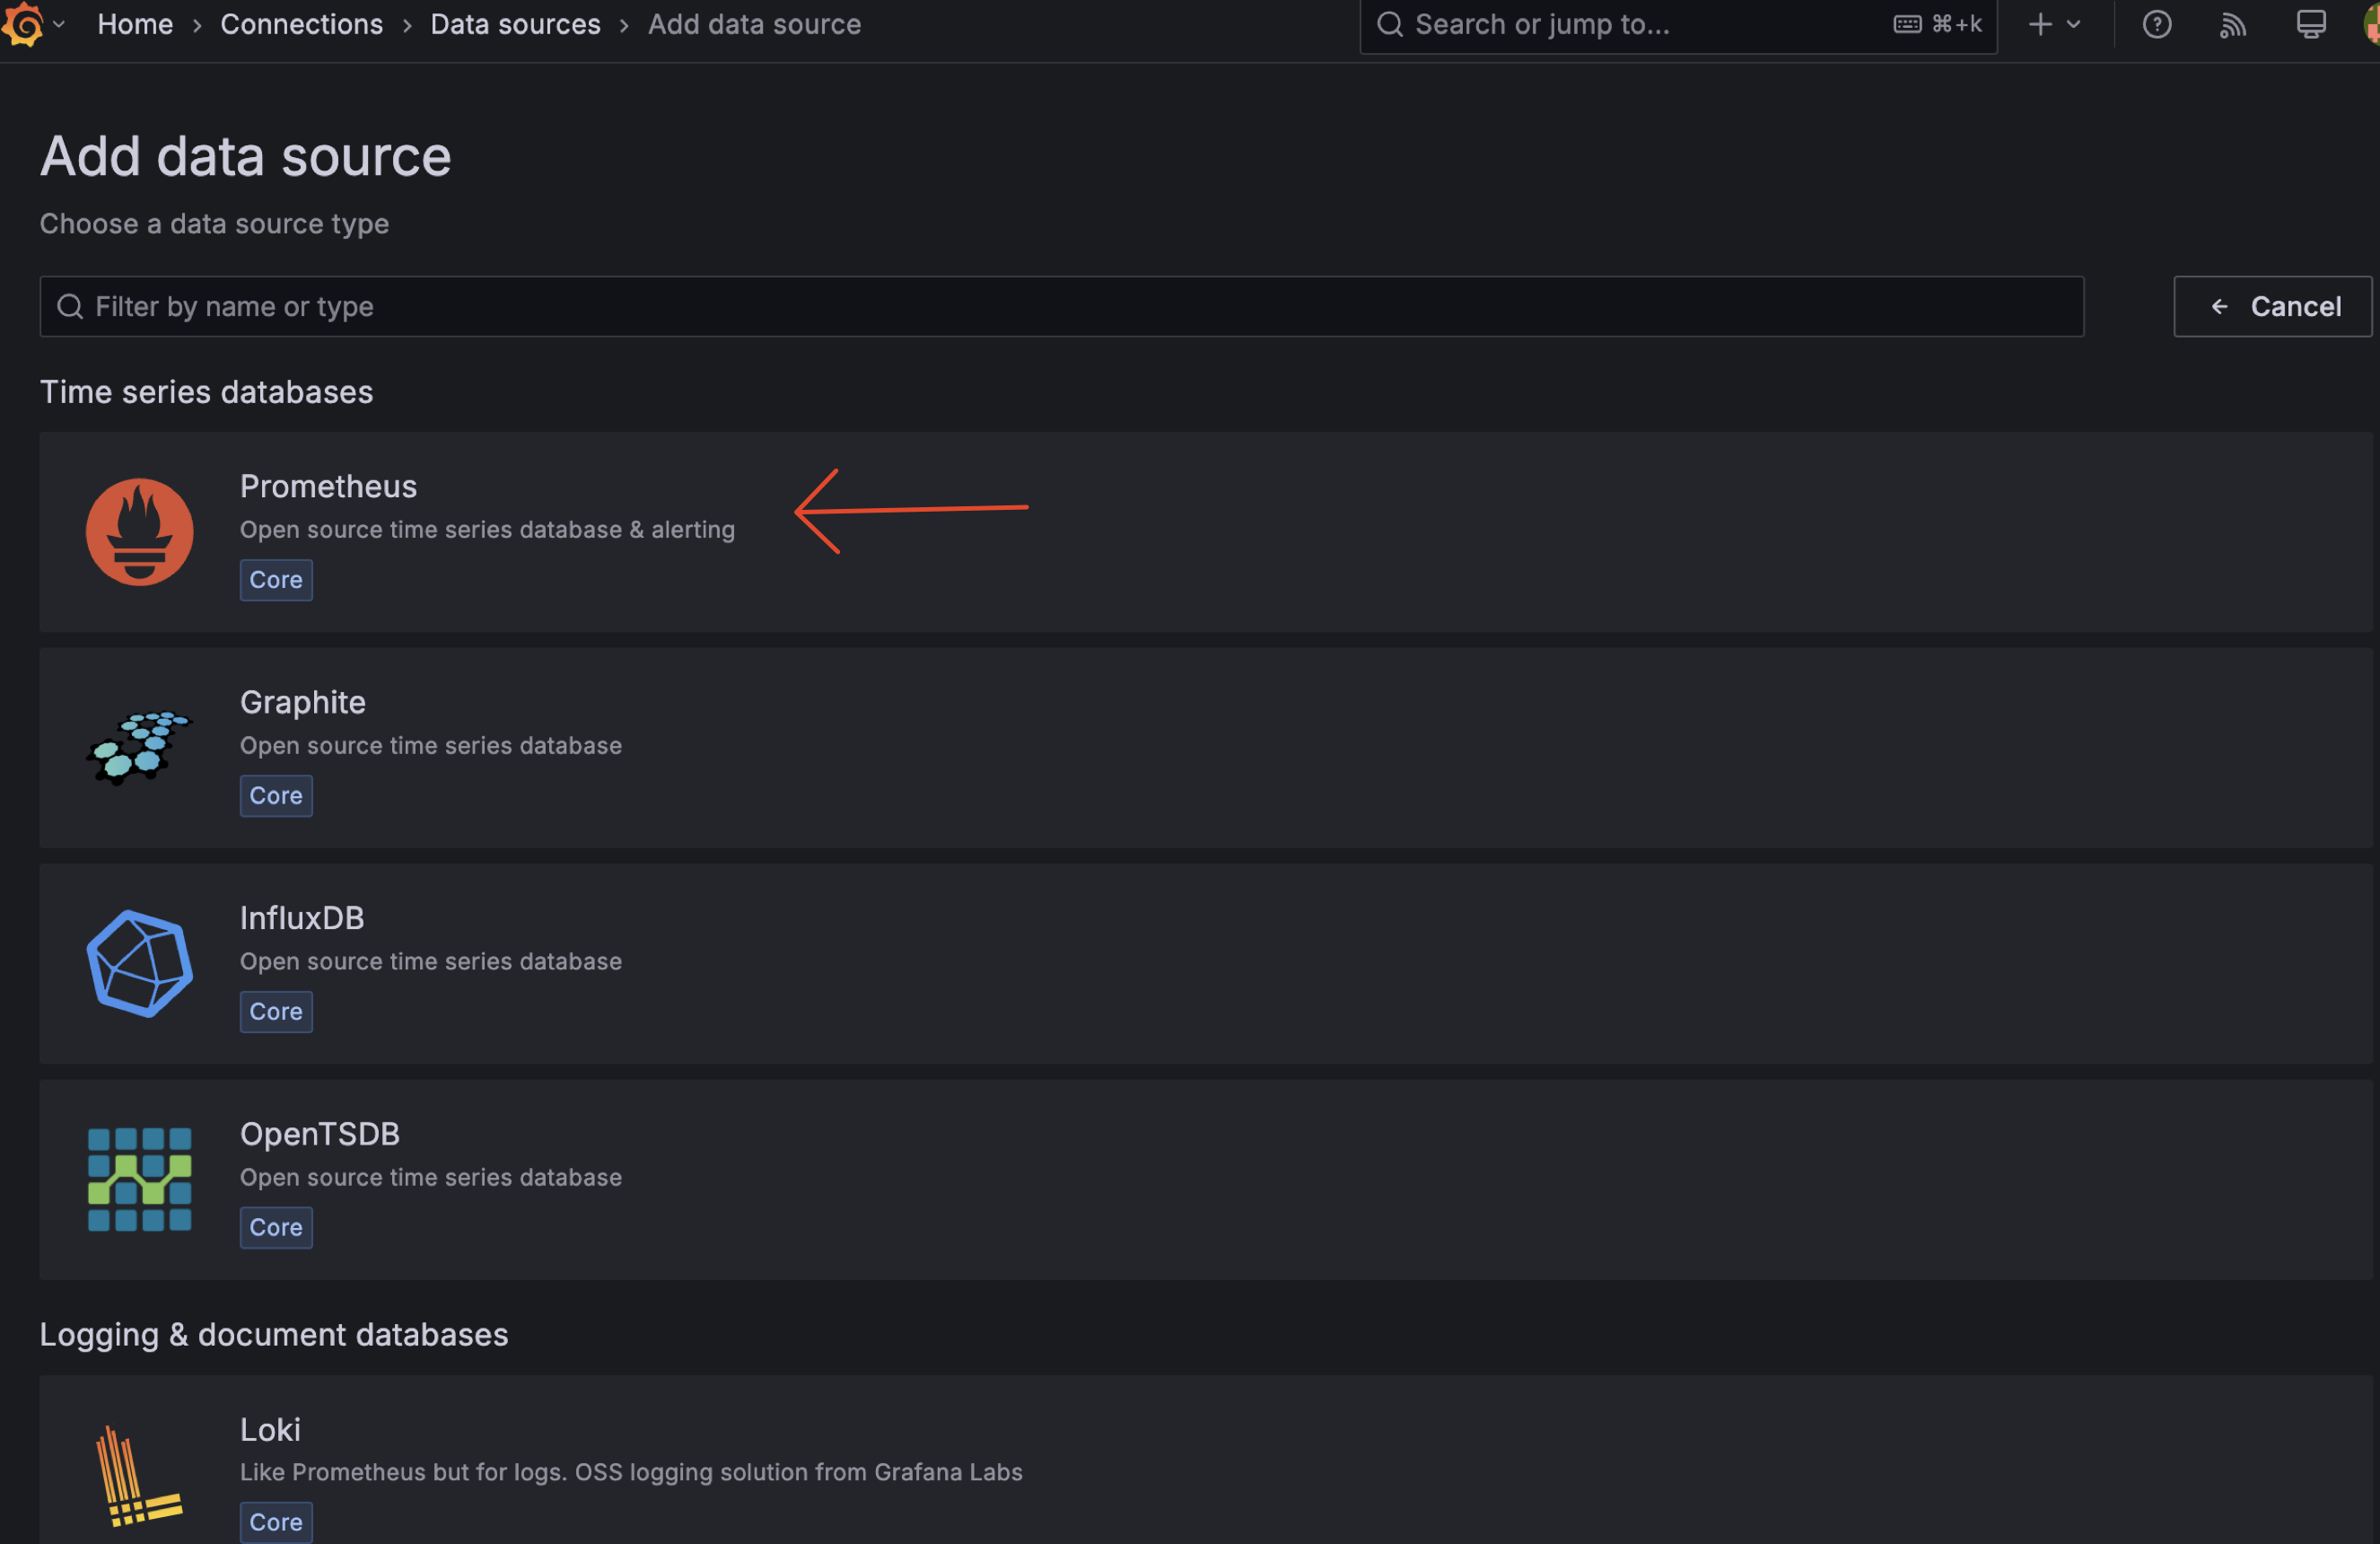 Home › Connections › Data sources › Add data source
Search or jump to...
⌘+k
Add data source
Choose a data source type
Filter by name or type
Cancel
Time series databases
Prometheus
Open source time series database & alerting
Core
Graphite
Open source time series database
Core
InfluxDB
Open source time series database
Core
OpenTSDB
Open source time series database
Core
Logging & document databases
Loki
Like Prometheus but for logs. OSS logging solution from Grafana Labs
Core